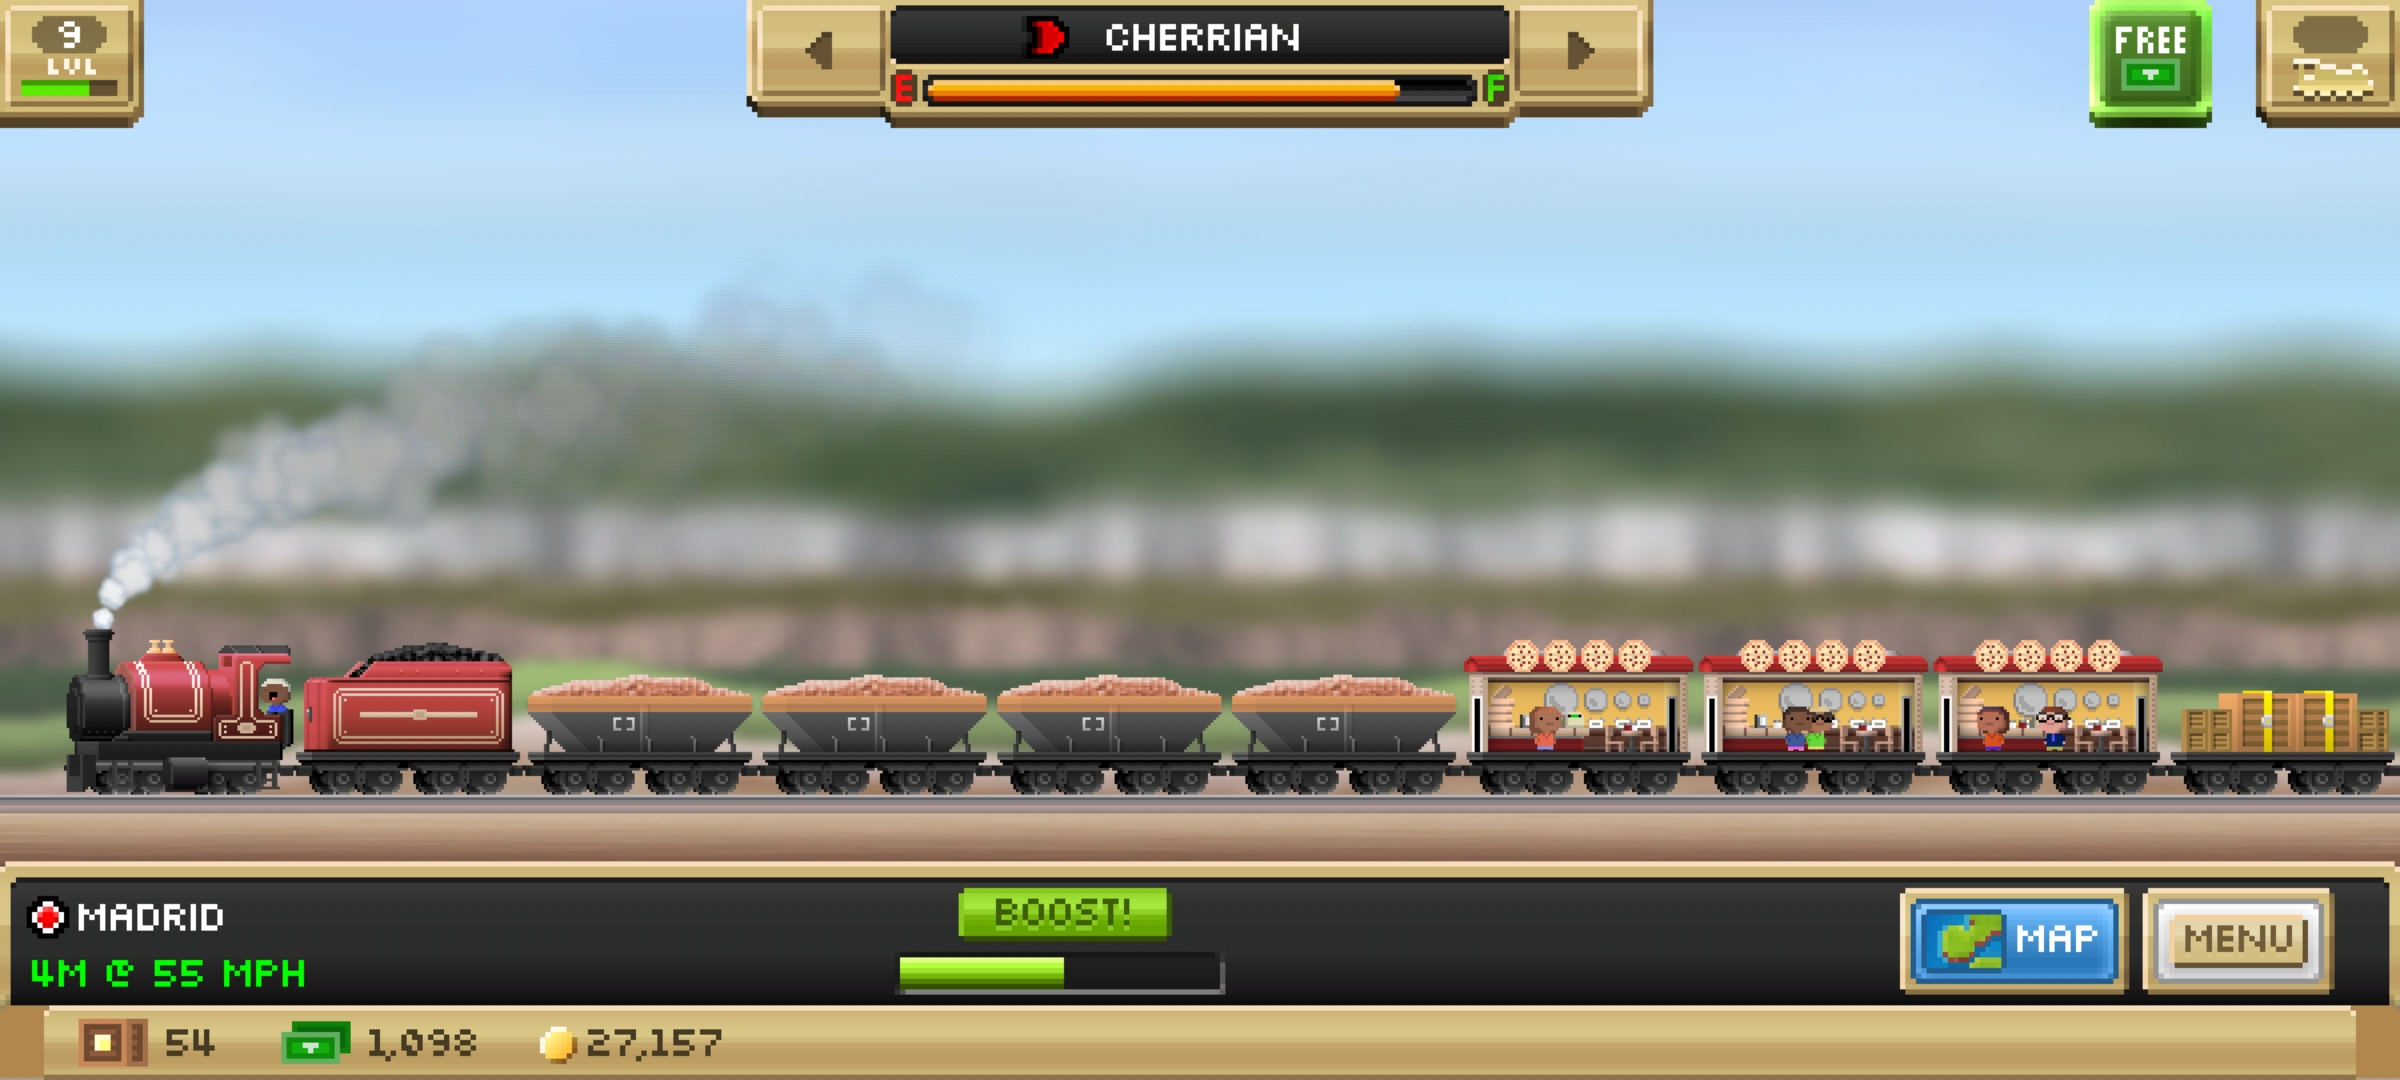 9
LVL
CHERRIAN
E F
FREE
MADRID
4M @ 55 MPH
BOOST!
MAP
MENU
54 1,098 27,157